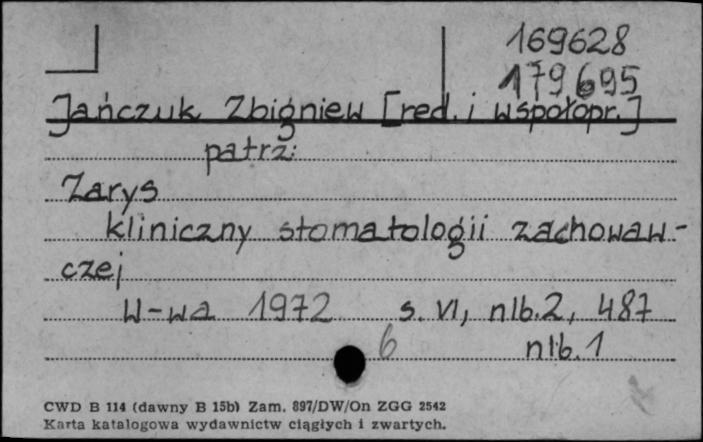 169628
179695
Jańczuk Zbigniew [red. i współopr.]
patrz:
Zarys
kliniczny stomatologii zachowaw-
czej
W-wa 1972 s. VI, nlb.2, 487
6 nlb.1
CWD B 114 (dawny B 15b) Zam. 897/DW/On ZGG 2542
Karta katalogowa wydawnictw ciągłych i zwartych.